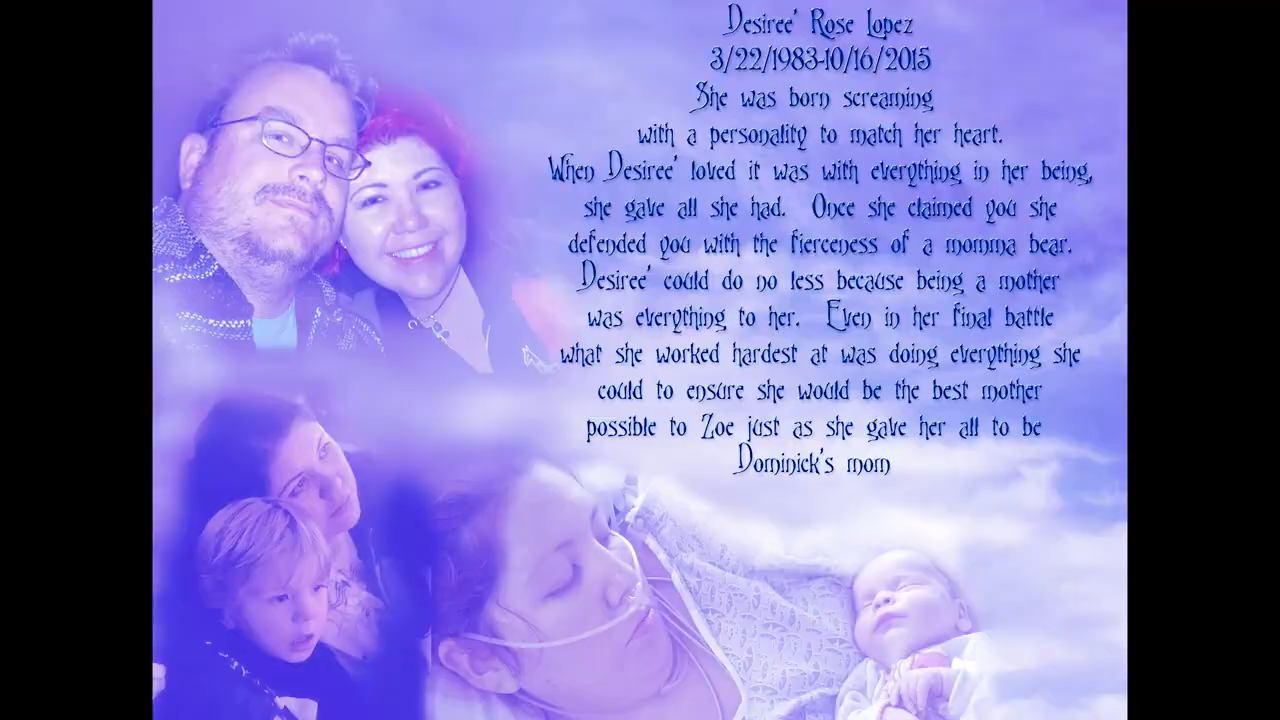 Desiree' Rose Lopez
3/22/1983-10/16/2015
She was born screaming
with a personality to match her heart.
When Desiree' loved it was with everything in her being,
she gave all she had. Once she claimed you she
defended you with the fierceness of a momma bear.
Desiree' could do no less because being a mother
was everything to her. Even in her final battle
what she worked hardest at was doing everything she
could to ensure she would be the best mother
possible to Zoe just as she gave her all to be
Dominick's mom